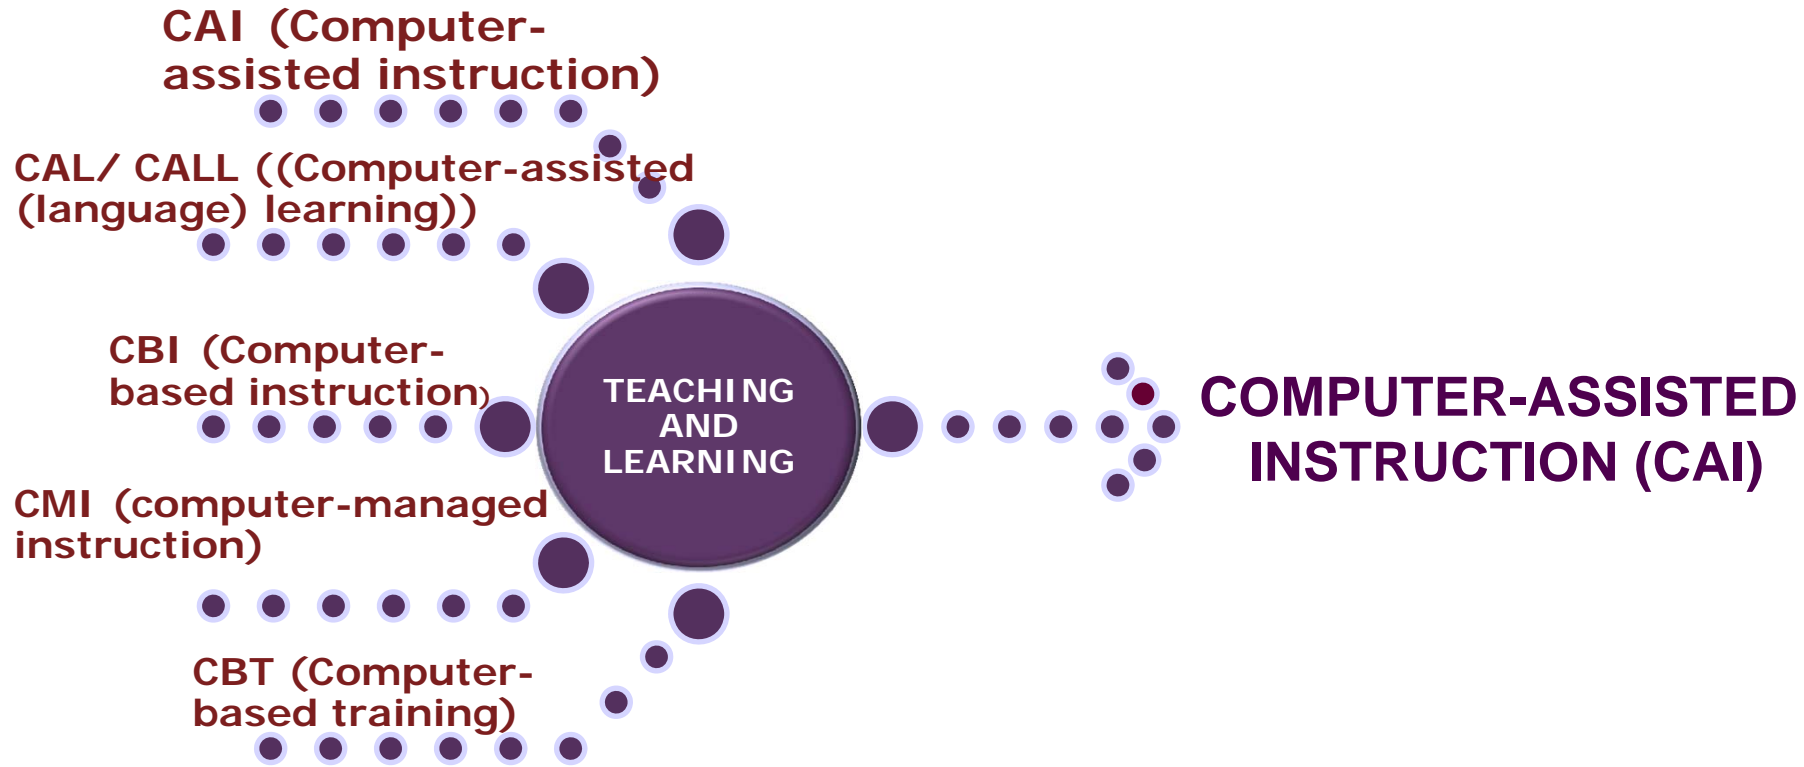 CAI (Computer-
assisted instruction)
CAL/ CALL ((Computer-assisted
(language) learning))
CBI (Computer-
based instruction)
CMI (computer-managed
instruction)
CBT (Computer-
based training)
TEACHING
AND
LEARNING
COMPUTER-ASSISTED
INSTRUCTION (CAI)